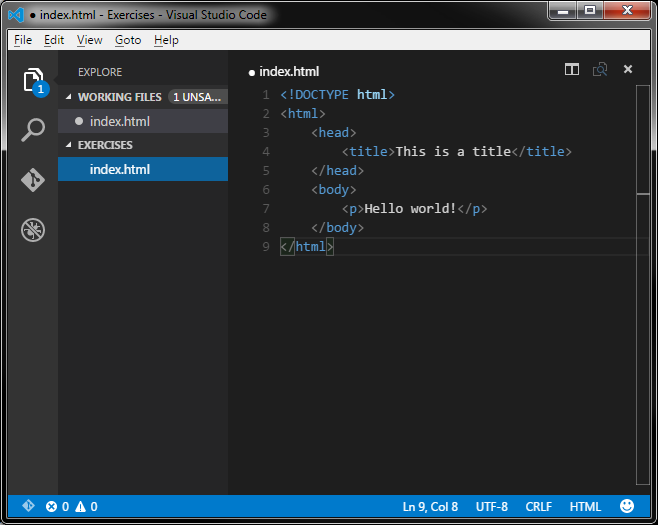 ● index.html - Exercises - Visual Studio Code
File Edit View Goto Help
EXPLORE
WORKING FILES 1 UNSA...
● index.html
EXERCISES
index.html
1
● index.html
1 <!DOCTYPE html>
2 <html>
3     <head>
4         <title>This is a title</title>
5     </head>
6     <body>
7         <p>Hello world!</p>
8     </body>
9 </html>
0 0 Ln 9, Col 8 UTF-8 CRLF HTML